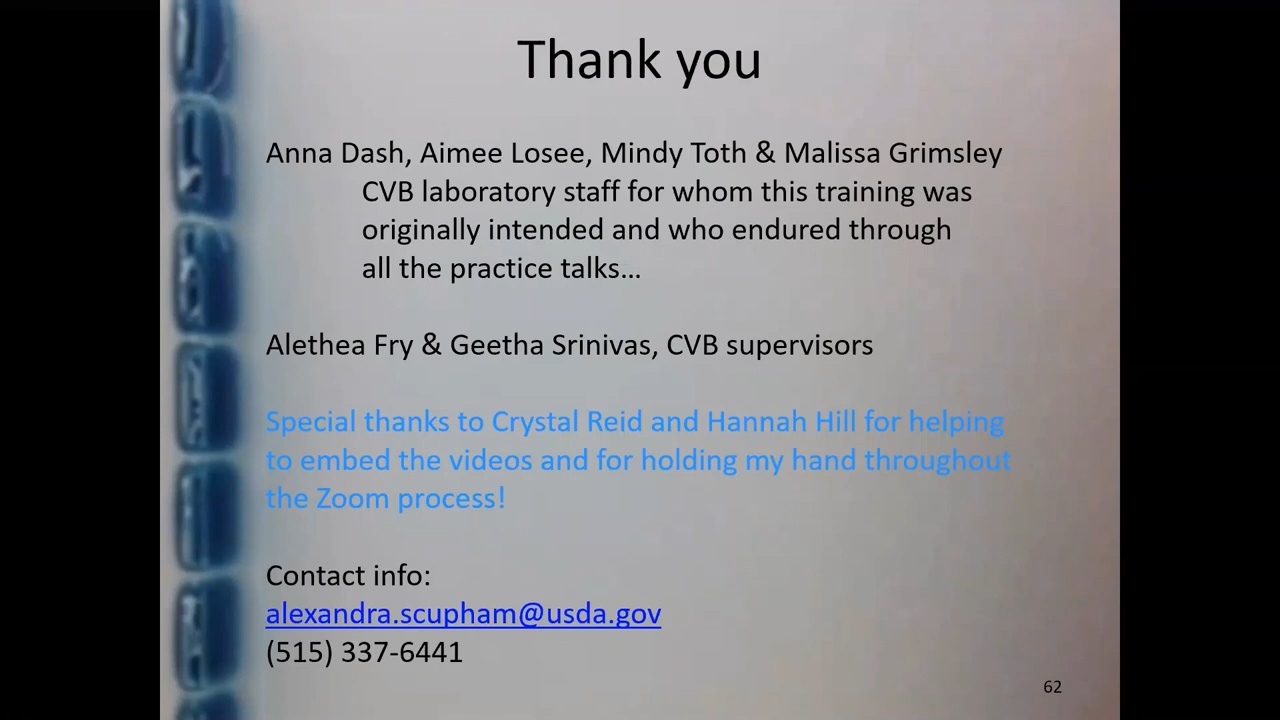 Thank you
Anna Dash, Aimee Losee, Mindy Toth & Malissa Grimsley
CVB laboratory staff for whom this training was
originally intended and who endured through
all the practice talks…
Alethea Fry & Geetha Srinivas, CVB supervisors
Special thanks to Crystal Reid and Hannah Hill for helping
to embed the videos and for holding my hand throughout
the Zoom process!
Contact info:
alexandra.scupham@usda.gov
(515) 337-6441
62